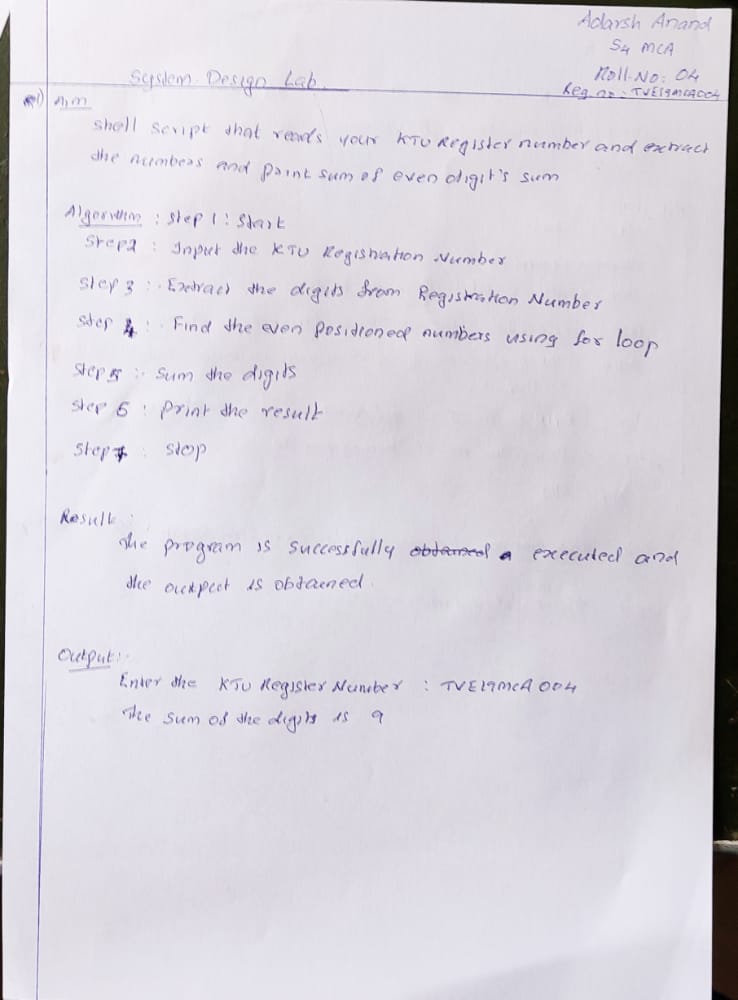 Adarsh Anand
S4 MCA
Roll.No: 04
Reg. no: TVE19MCA004
System Design Lab
1) Aim
Shell script that reads your KTU Register number and extract
the numbers and print sum of even digit's sum
Algorithm : Step 1 : Start
Step 2 : Input the KTU Registration Number
Step 3 :- Extract the digits from Registration Number
Step 4 :- Find the even positioned numbers using for loop
Step 5 :- Sum the digits
Step 6 : Print the result
Step 7 : Stop
Result :
The program is successfully obtained a executed and
the output is obtained.
Output :-
Enter the KTU Register Number : TVE19MCA004
The sum of the digits is 9